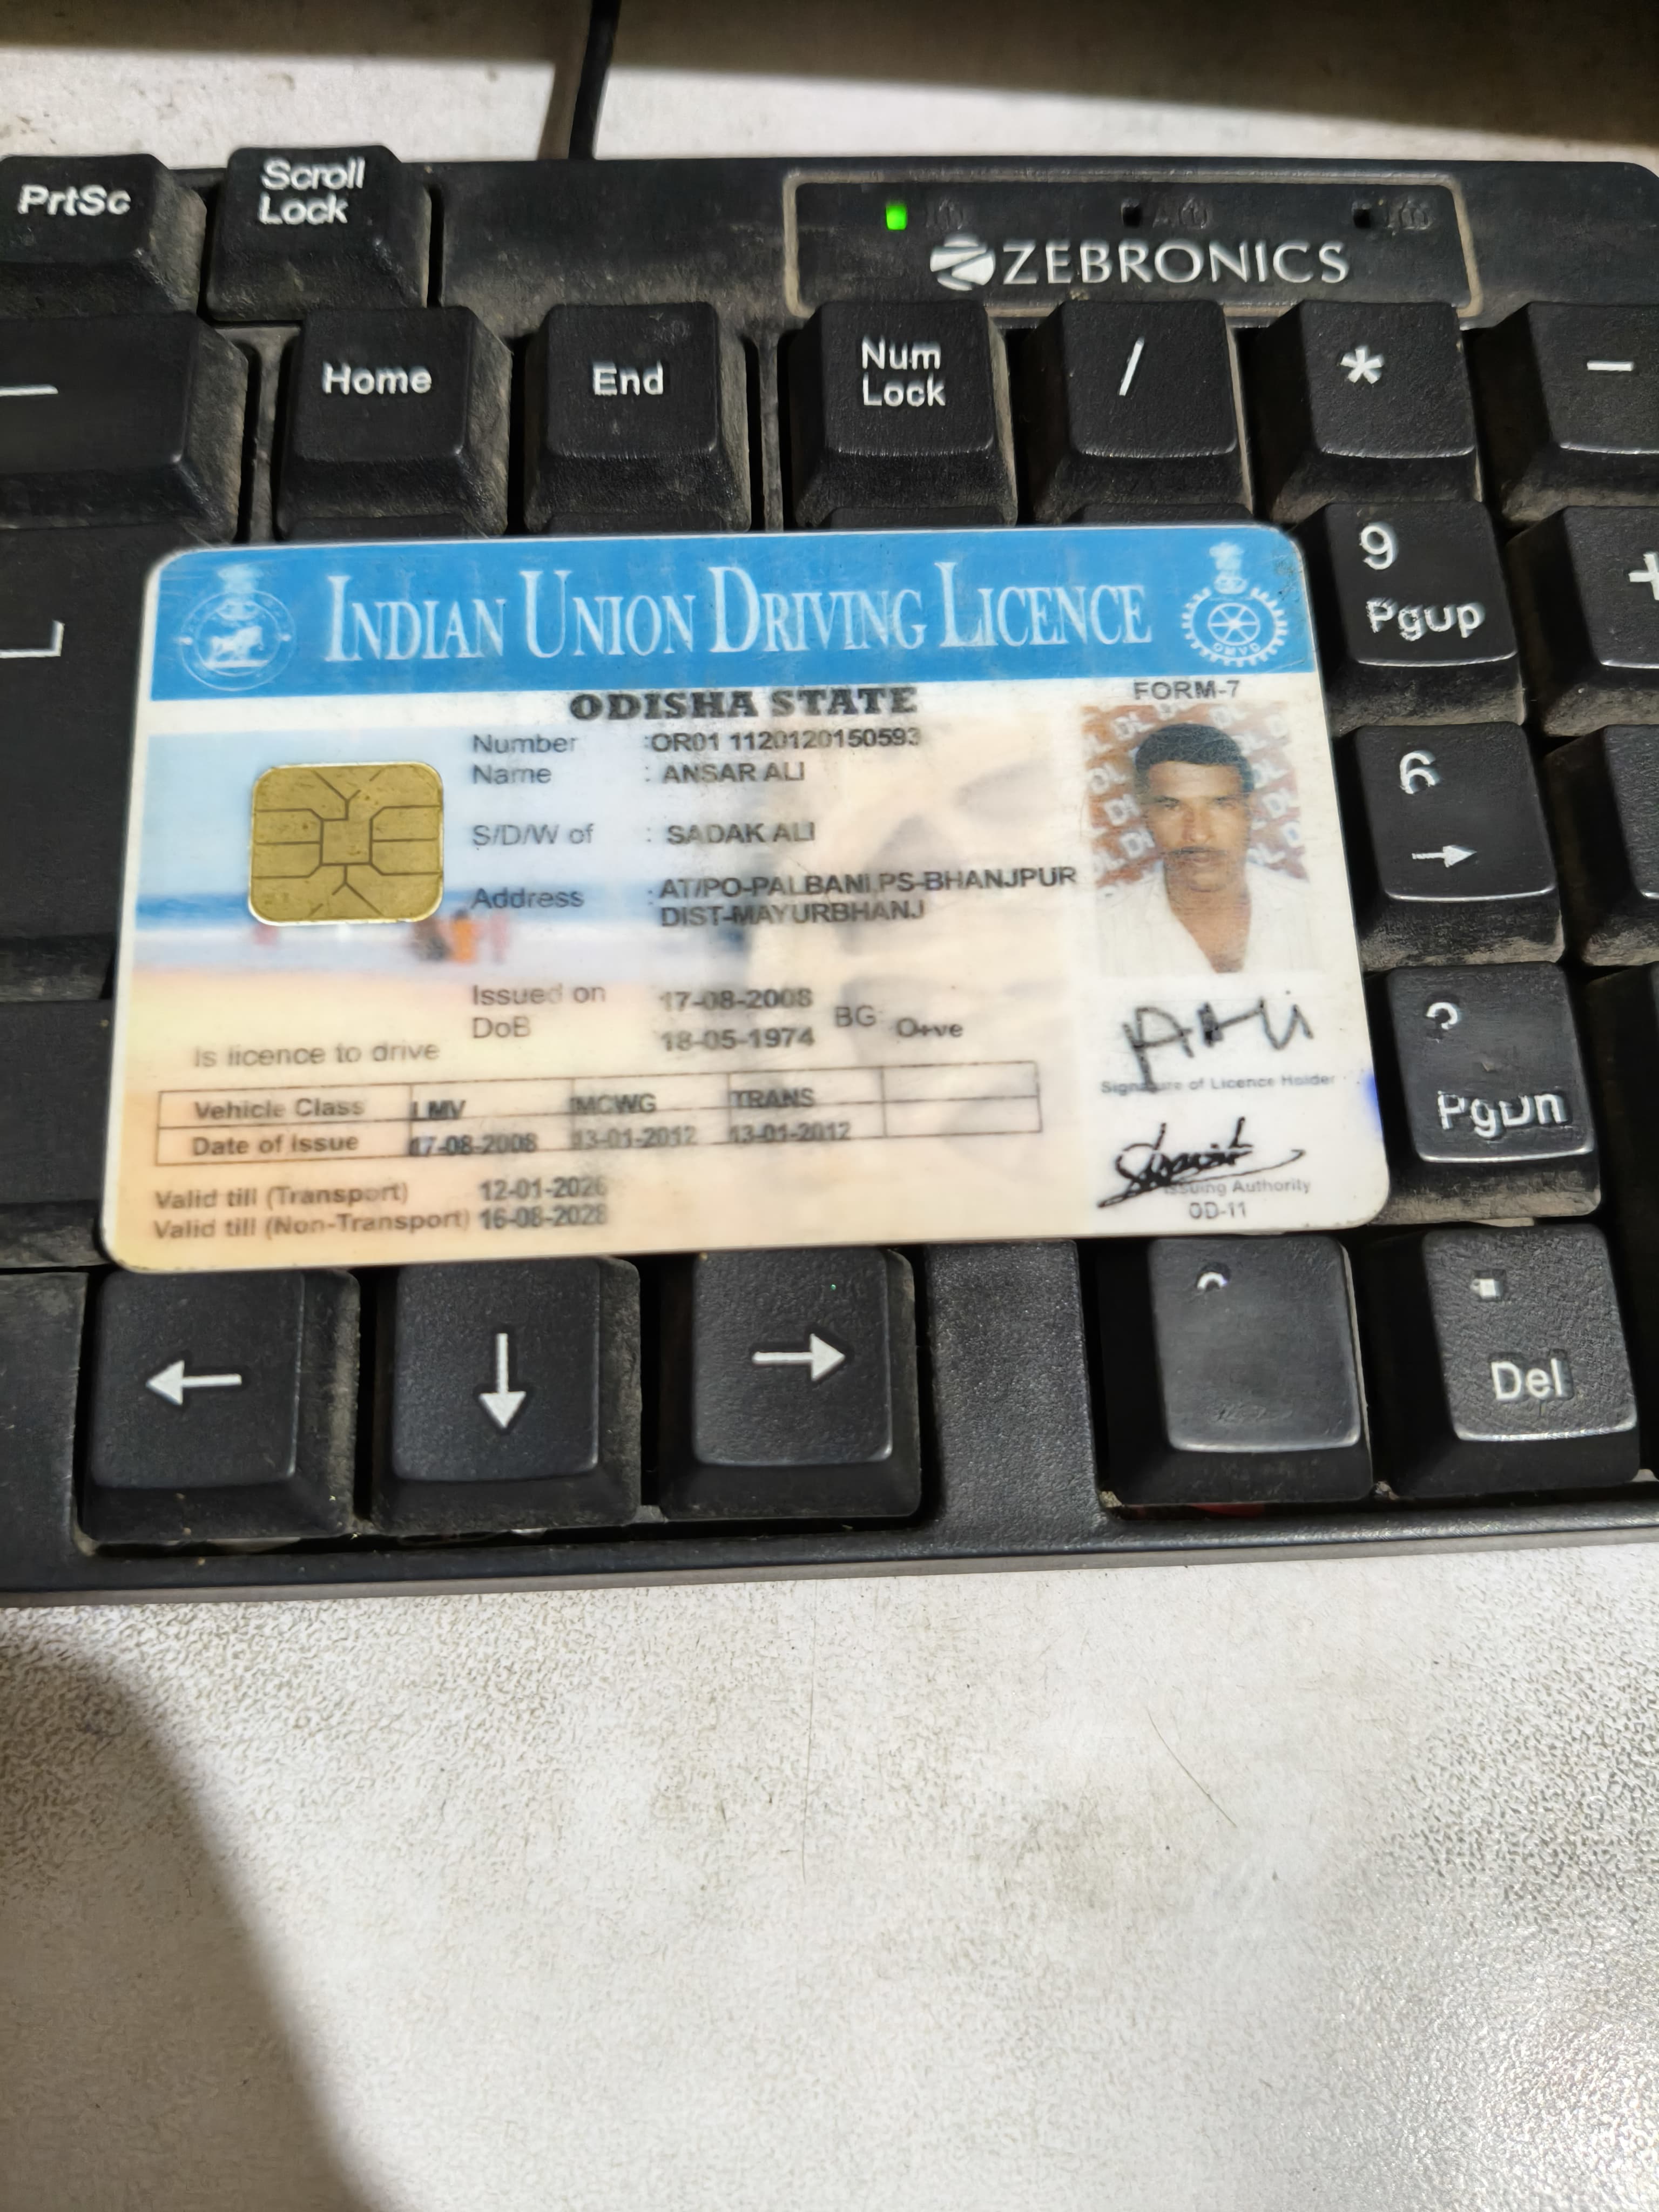 PrtSc
Scroll
Lock
ZEBRONICS
Home
End
Num
Lock
/
*
-
9
PgUp
+
6
→
PgDn
INDIAN UNION DRIVING LICENCE
OMVD
ODISHA STATE
FORM-7
Number :OR01 1120120150593
Name : ANSAR ALI
S/D/W of : SADAK ALI
Address : AT/PO-PALBANI,PS-BHANJPUR
DIST-MAYURBHANJ
Issued on 17-08-2008
DoB 18-05-1974 BG O+ve
Is licence to drive
Vehicle Class LMV MCWG TRANS
Date of Issue 17-08-2008 13-01-2012 13-01-2012
Valid till (Transport) 12-01-2026
Valid till (Non-Transport) 16-08-2028
Signature of Licence Holder
Issuing Authority
OD-11
← ↓ →
Del